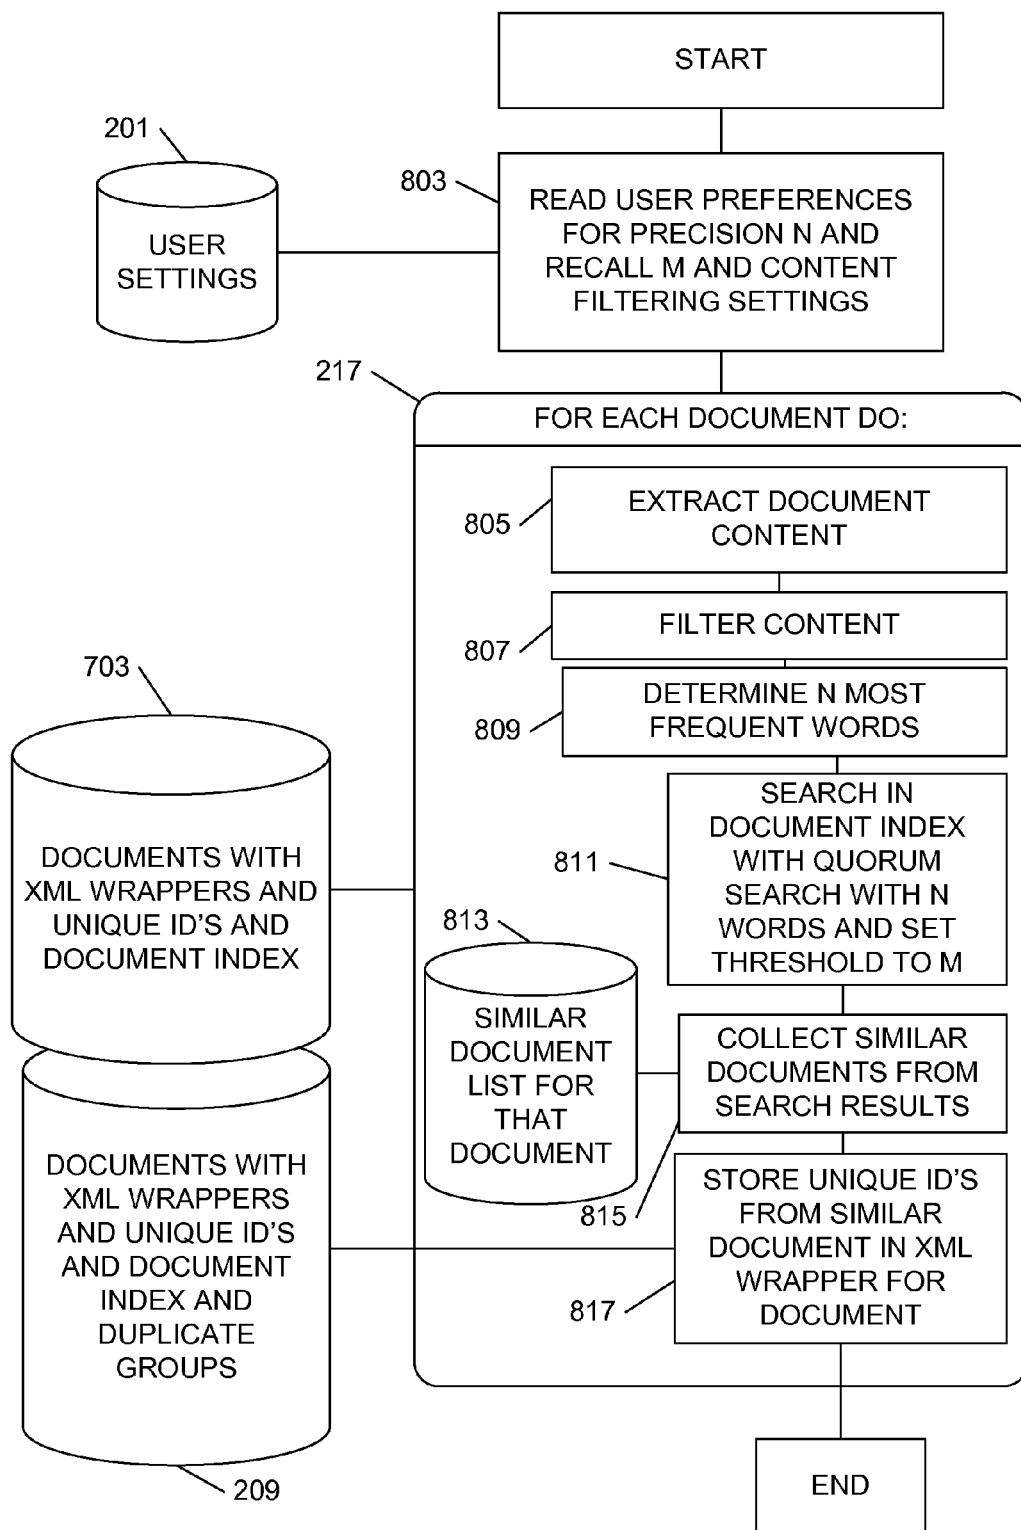 START
201
803
READ USER PREFERENCES
FOR PRECISION N AND
RECALL M AND CONTENT
FILTERING SETTINGS
USER
SETTINGS
217
FOR EACH DOCUMENT DO:
805
EXTRACT DOCUMENT
CONTENT
807
FILTER CONTENT
809
DETERMINE N MOST
FREQUENT WORDS
703
DOCUMENTS WITH
XML WRAPPERS AND
UNIQUE ID'S AND
DOCUMENT INDEX
811
SEARCH IN
DOCUMENT INDEX
WITH QUORUM
SEARCH WITH N
WORDS AND SET
THRESHOLD TO M
813
SIMILAR
DOCUMENT
LIST FOR
THAT
DOCUMENT
COLLECT SIMILAR
DOCUMENTS FROM
SEARCH RESULTS
815
DOCUMENTS WITH
XML WRAPPERS
AND UNIQUE ID'S
AND DOCUMENT
INDEX AND
DUPLICATE
GROUPS
STORE UNIQUE ID'S
FROM SIMILAR
DOCUMENT IN XML
WRAPPER FOR
DOCUMENT
817
209
END